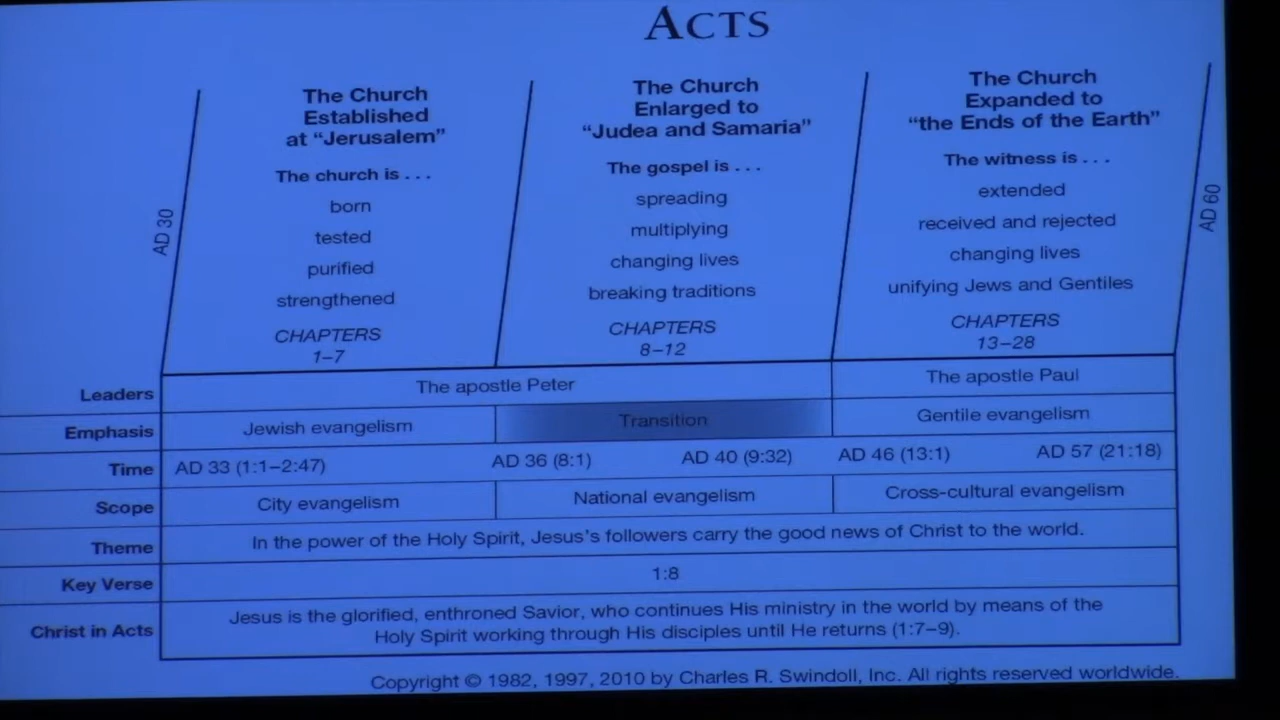 ACTS
The Church
Established
at “Jerusalem”
The church is . . .
born
tested
purified
strengthened
CHAPTERS
1–7
The Church
Enlarged to
“Judea and Samaria”
The gospel is . . .
spreading
multiplying
changing lives
breaking traditions
CHAPTERS
8–12
The Church
Expanded to
“the Ends of the Earth”
The witness is . . .
extended
received and rejected
changing lives
unifying Jews and Gentiles
CHAPTERS
13–28
AD 30
AD 60
Leaders The apostle Peter The apostle Paul
Emphasis Jewish evangelism Transition Gentile evangelism
Time AD 33 (1:1–2:47) AD 36 (8:1) AD 40 (9:32) AD 46 (13:1) AD 57 (21:18)
Scope City evangelism National evangelism Cross-cultural evangelism
Theme In the power of the Holy Spirit, Jesus’s followers carry the good news of Christ to the world.
Key Verse 1:8
Christ in Acts Jesus is the glorified, enthroned Savior, who continues His ministry in the world by means of the
Holy Spirit working through His disciples until He returns (1:7–9).
Copyright © 1982, 1997, 2010 by Charles R. Swindoll, Inc. All rights reserved worldwide.